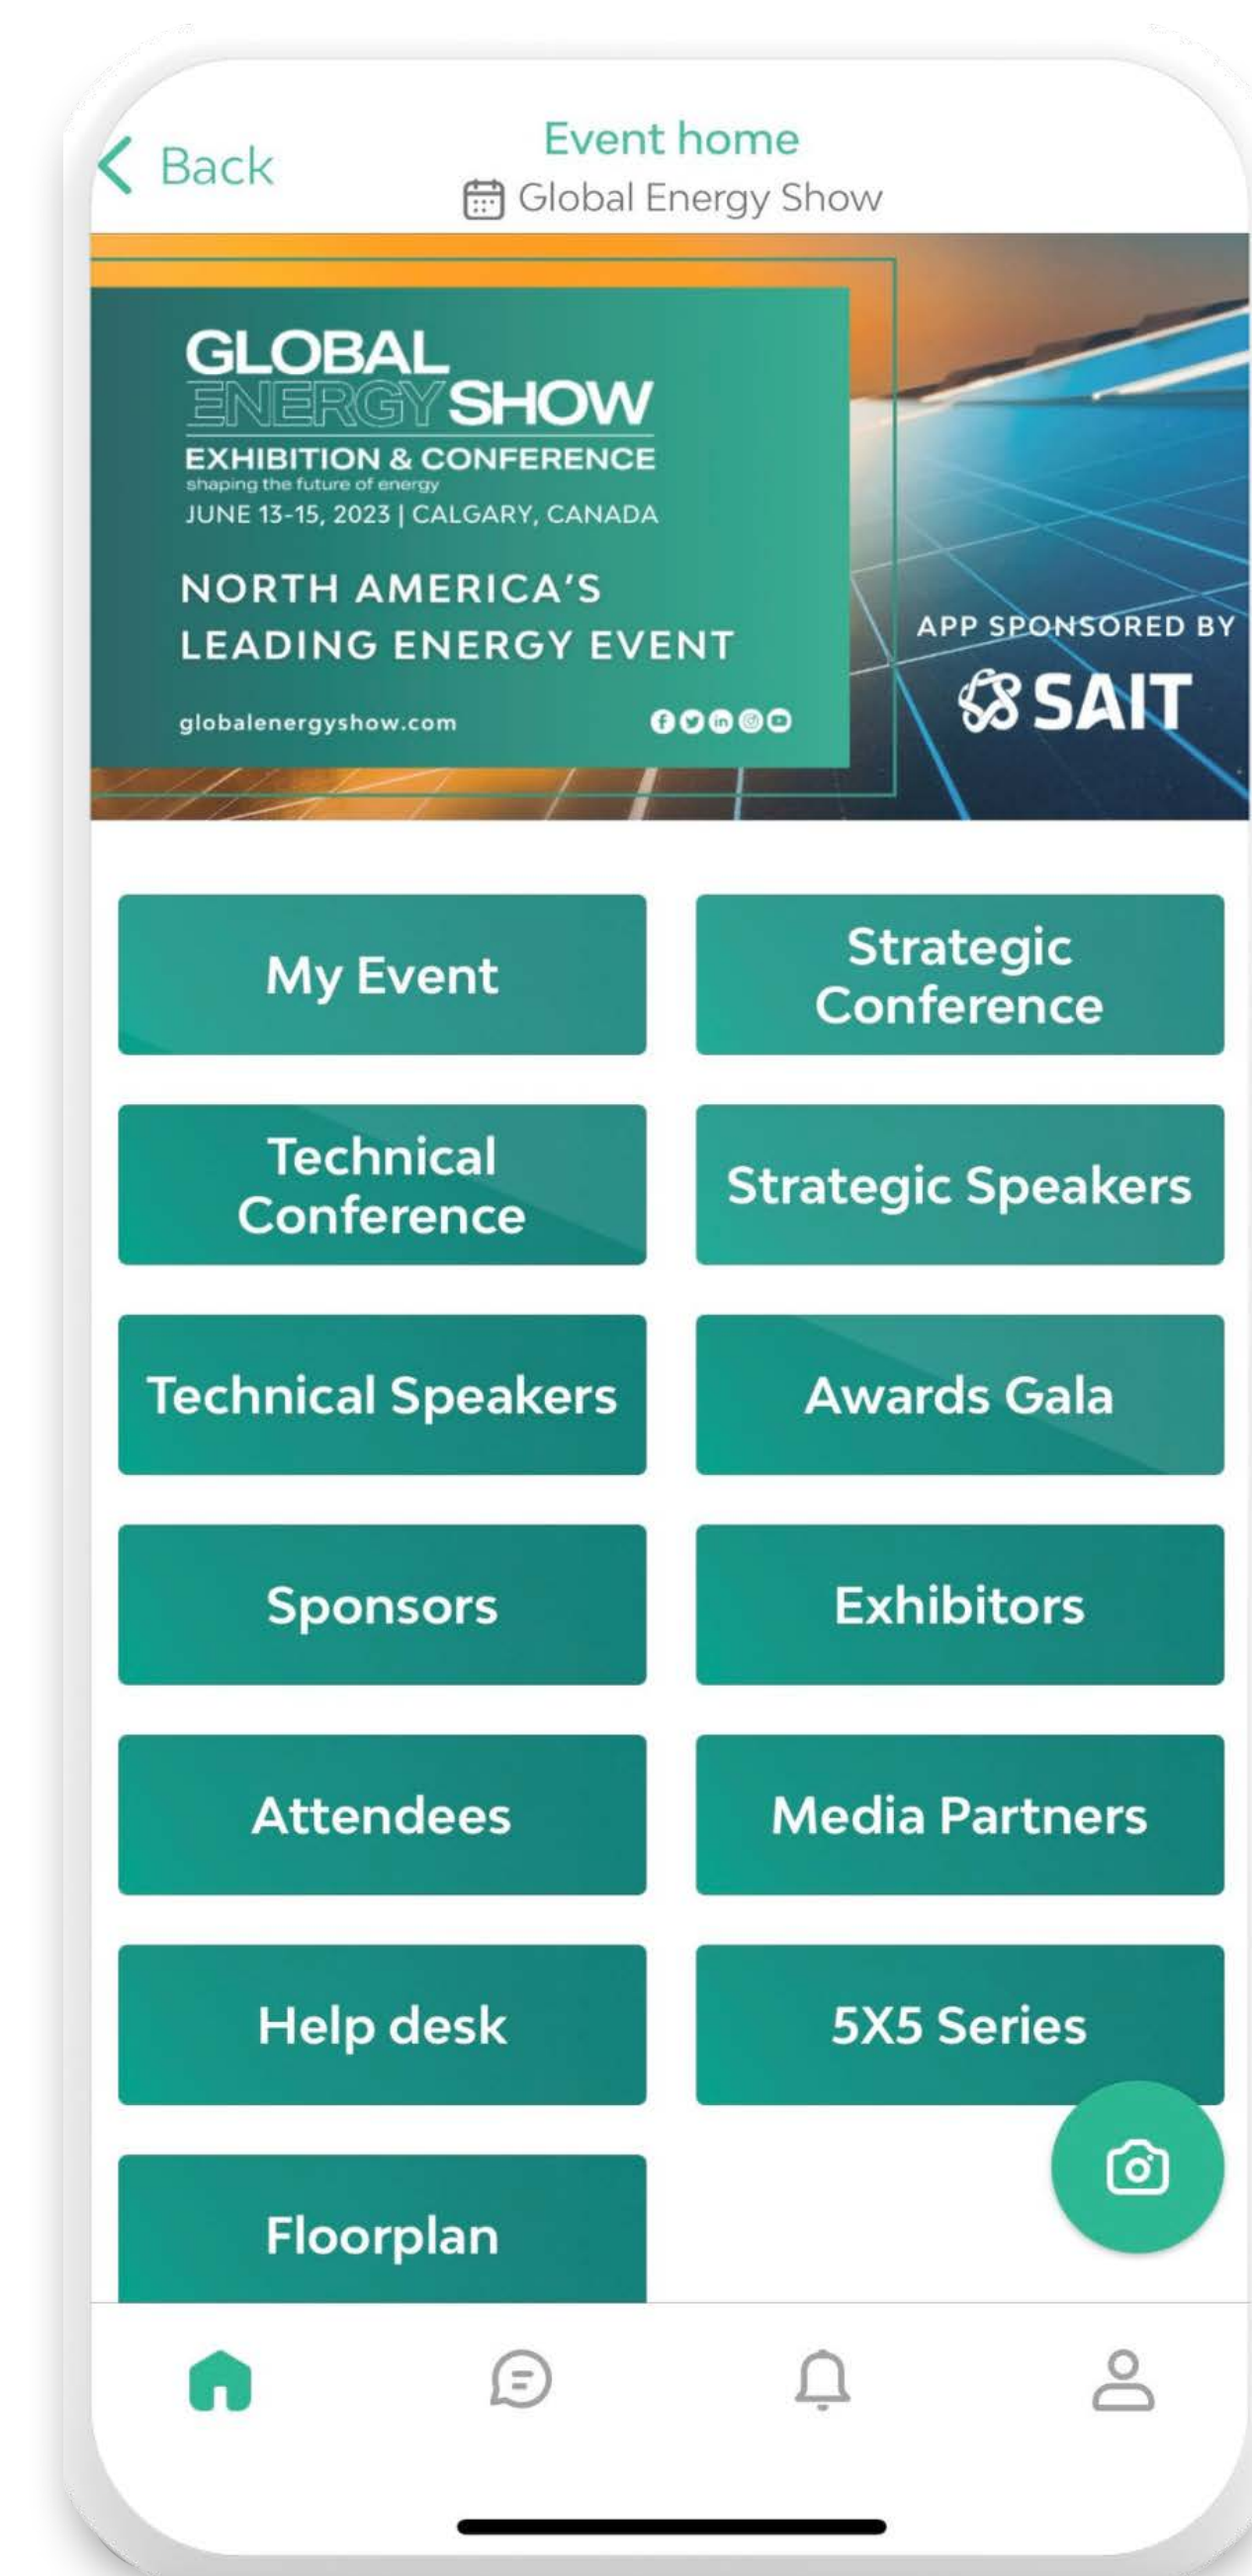 Back
Event home
Global Energy Show
GLOBAL
ENERGY SHOW
EXHIBITION & CONFERENCE
shaping the future of energy
JUNE 13-15, 2023 | CALGARY, CANADA
NORTH AMERICA'S
LEADING ENERGY EVENT
globalenergyshow.com
APP SPONSORED BY
SAIT
My Event
Strategic
Conference
Technical
Conference
Strategic Speakers
Technical Speakers
Awards Gala
Sponsors
Exhibitors
Attendees
Media Partners
Help desk
5X5 Series
Floorplan